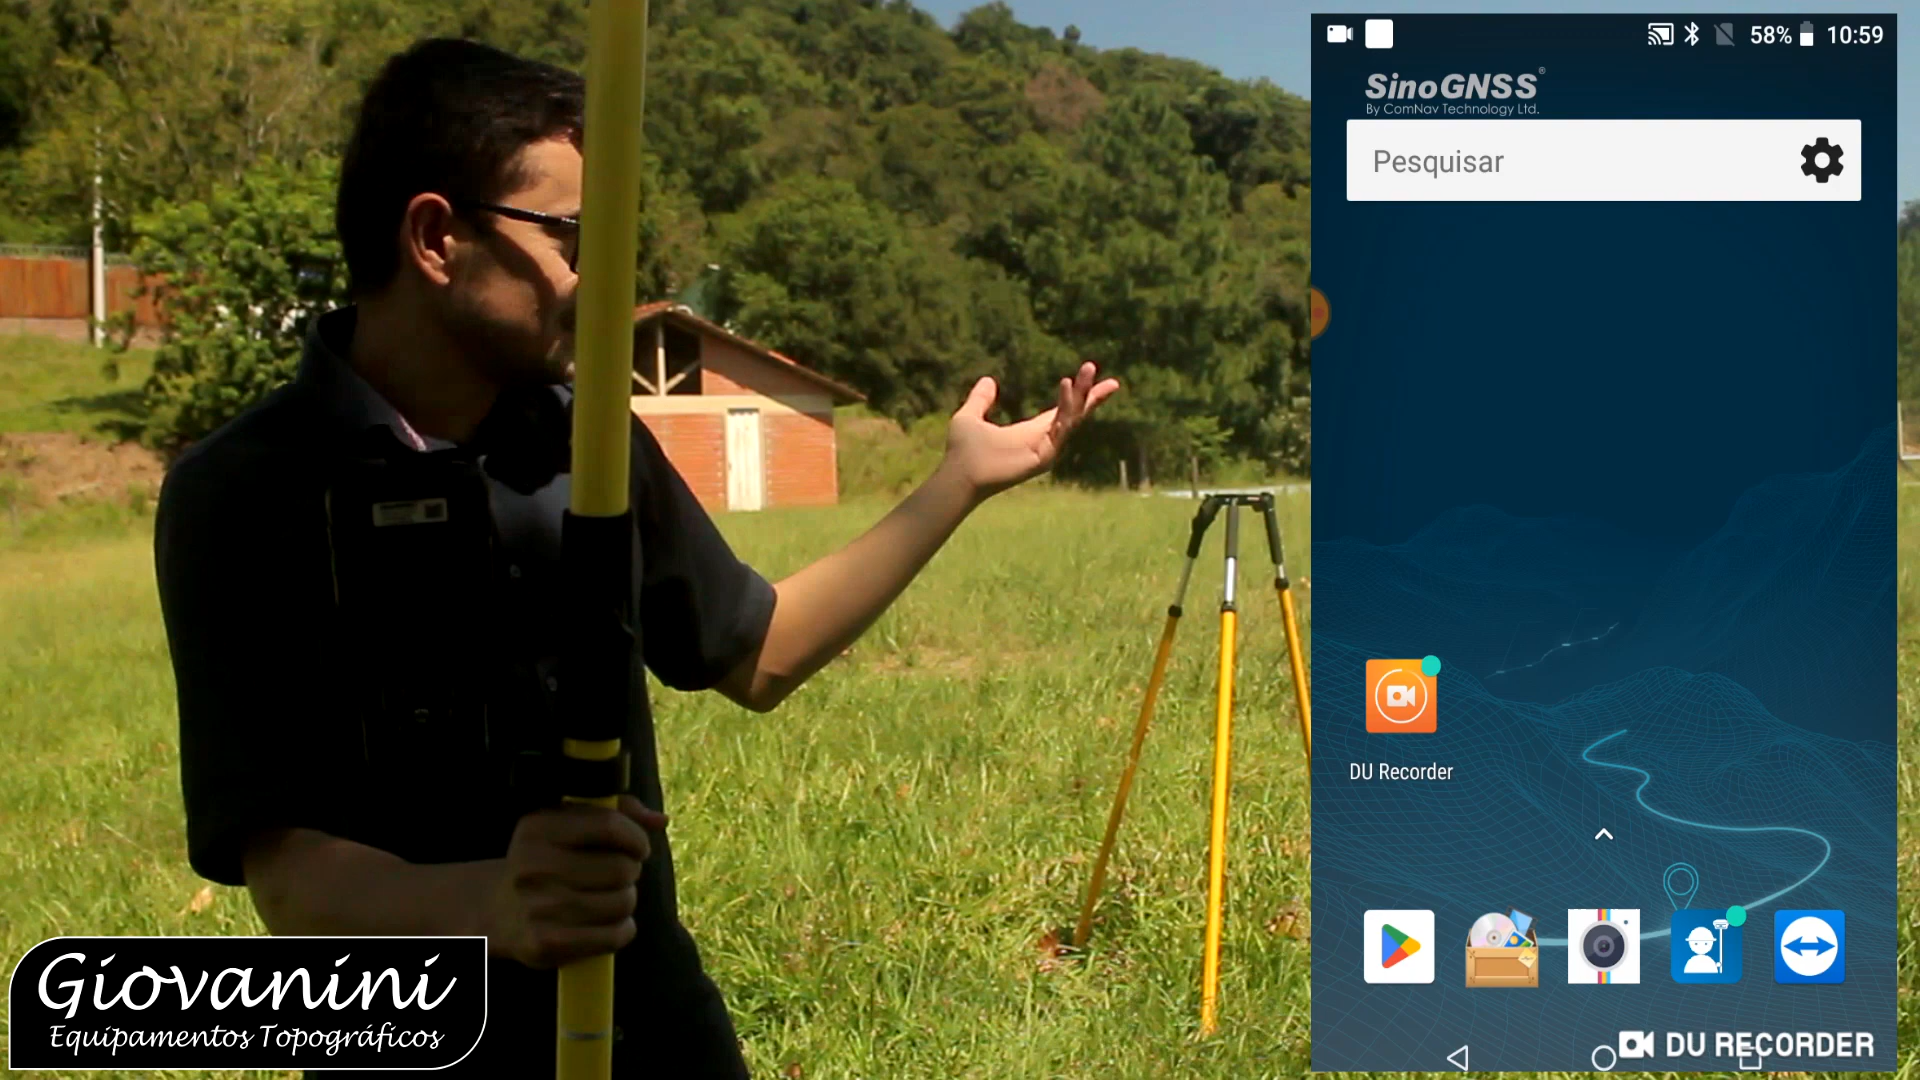 58% 10:59
SinoGNSS®
By ComNav Technology Ltd.
Pesquisar
DU Recorder
DU RECORDER
Giovanini
Equipamentos Topográficos